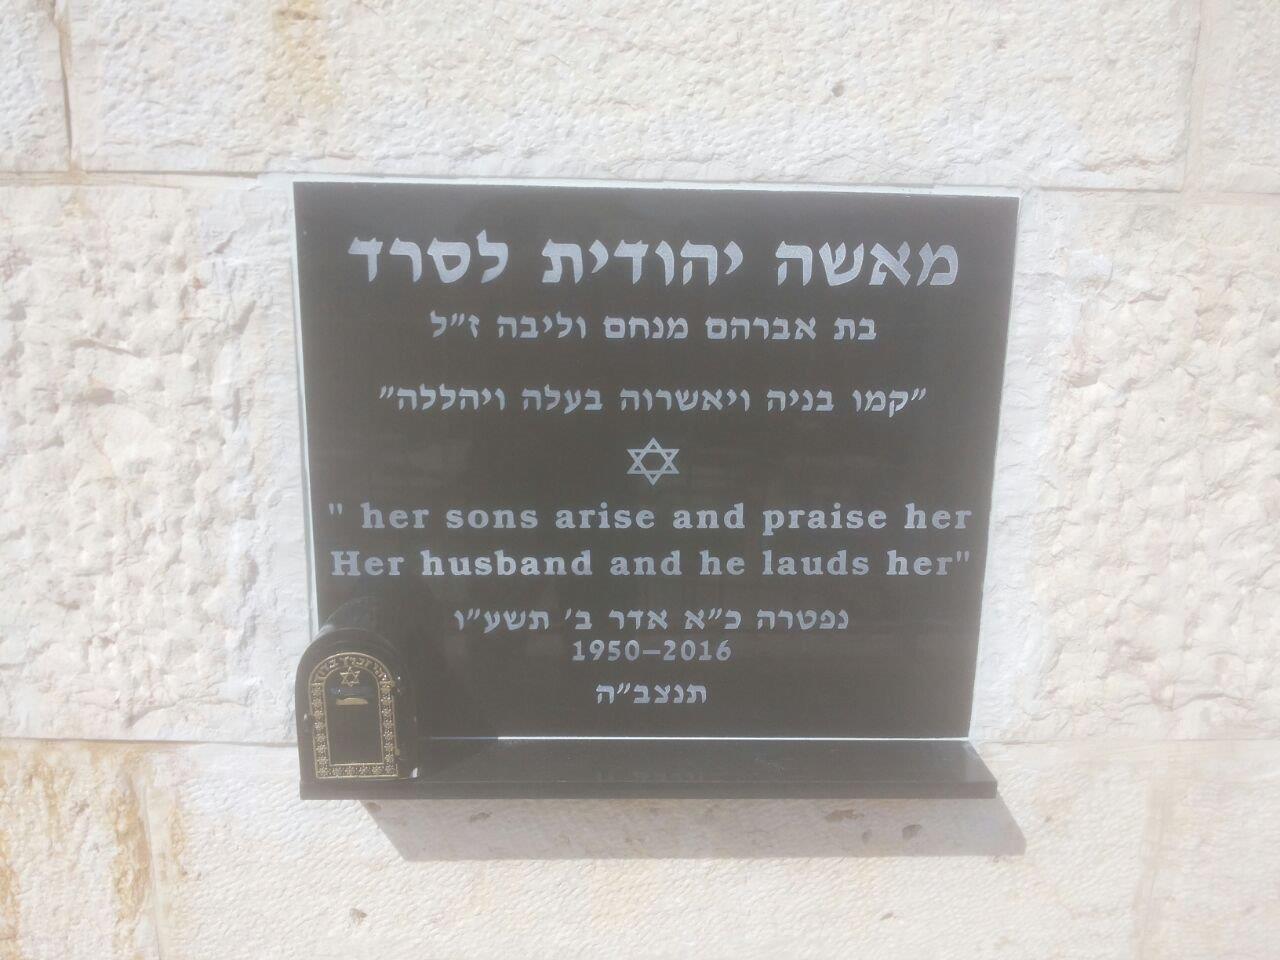 מאשה יהודית לסרד
בת אברהם מנחם וליבה ז״ל
״קמו בניה ויאשרוה בעלה ויהללה״
" her sons arise and praise her
Her husband and he lauds her"
נפטרה כ״א אדר ב׳ תשע״ו
1950–2016
תנצב״ה